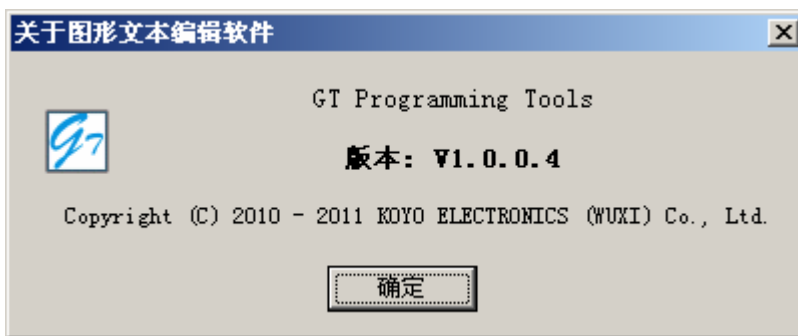 关于图形文本编辑软件
GT Programming Tools
版本: V1.0.0.4
Copyright (C) 2010 - 2011 KOYO ELECTRONICS (WUXI) Co., Ltd.
确定